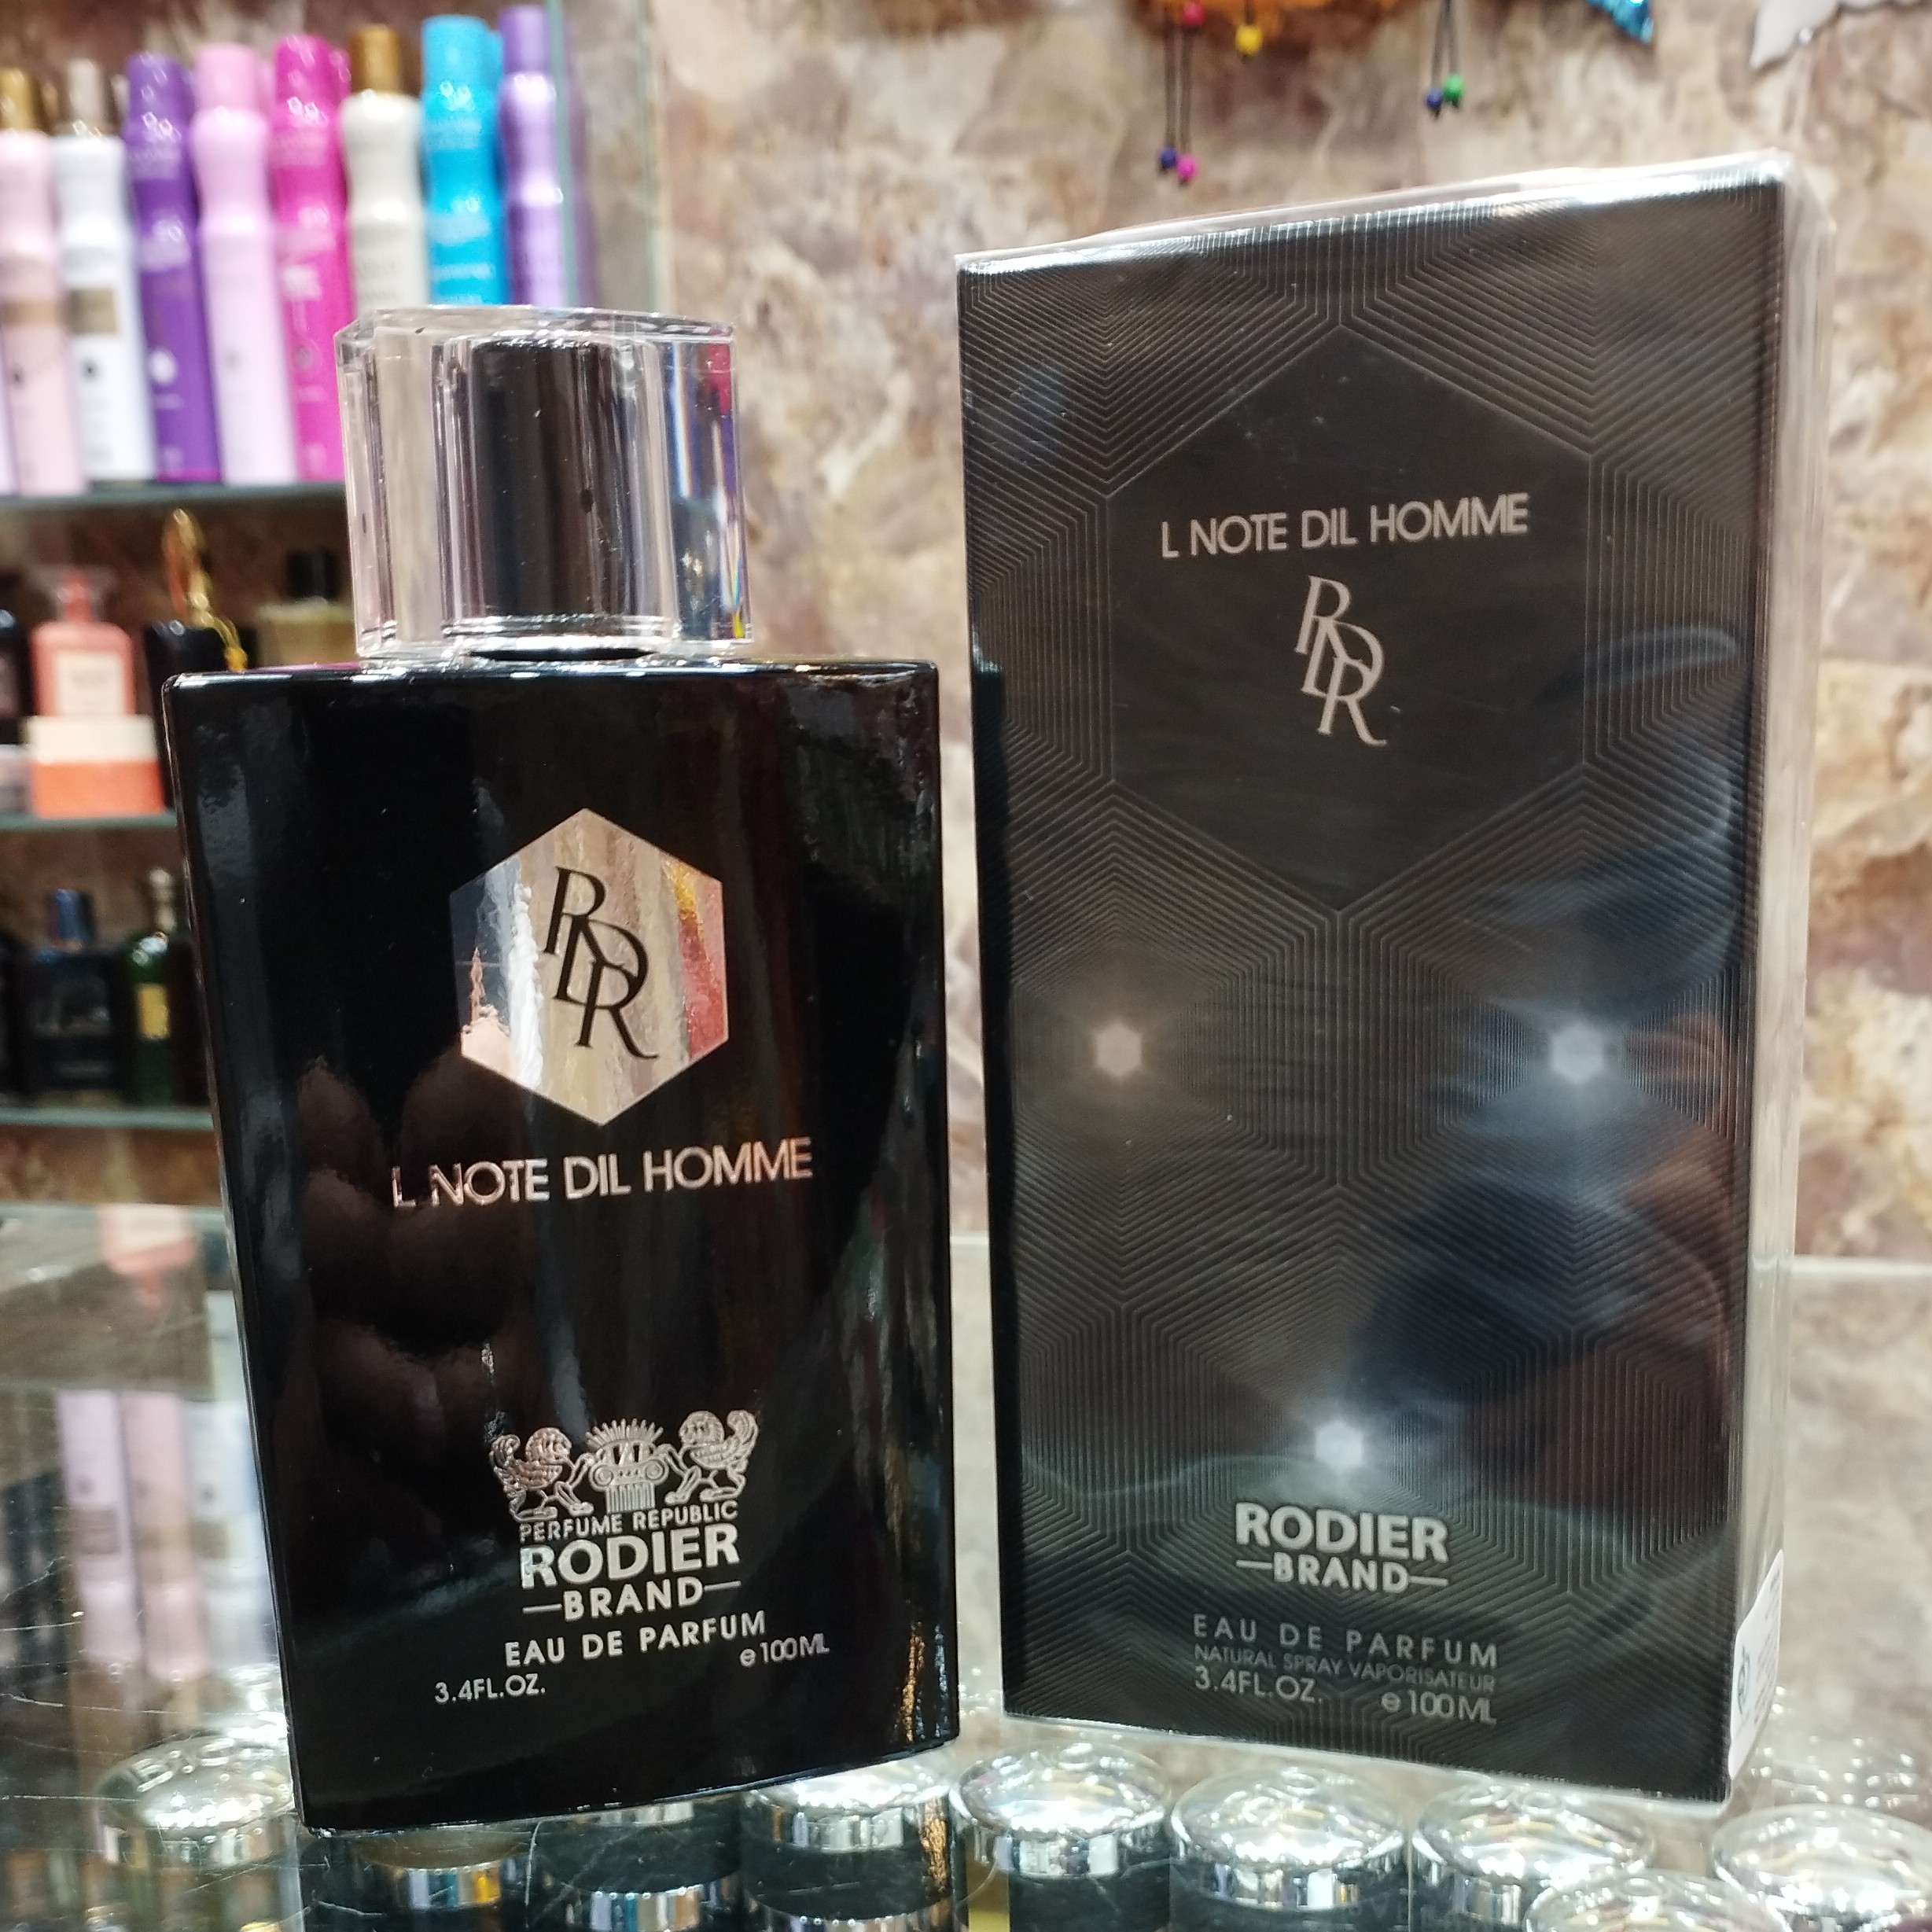 RDR
L NOTE DIL HOMME
PERFUME REPUBLIC
RODIER
BRAND
EAU DE PARFUM
e 100ML
3.4FL.OZ.
L NOTE DIL HOMME
RDR
RODIER
BRAND
EAU DE PARFUM
NATURAL SPRAY VAPORISATEUR
3.4FL.OZ. e 100ML